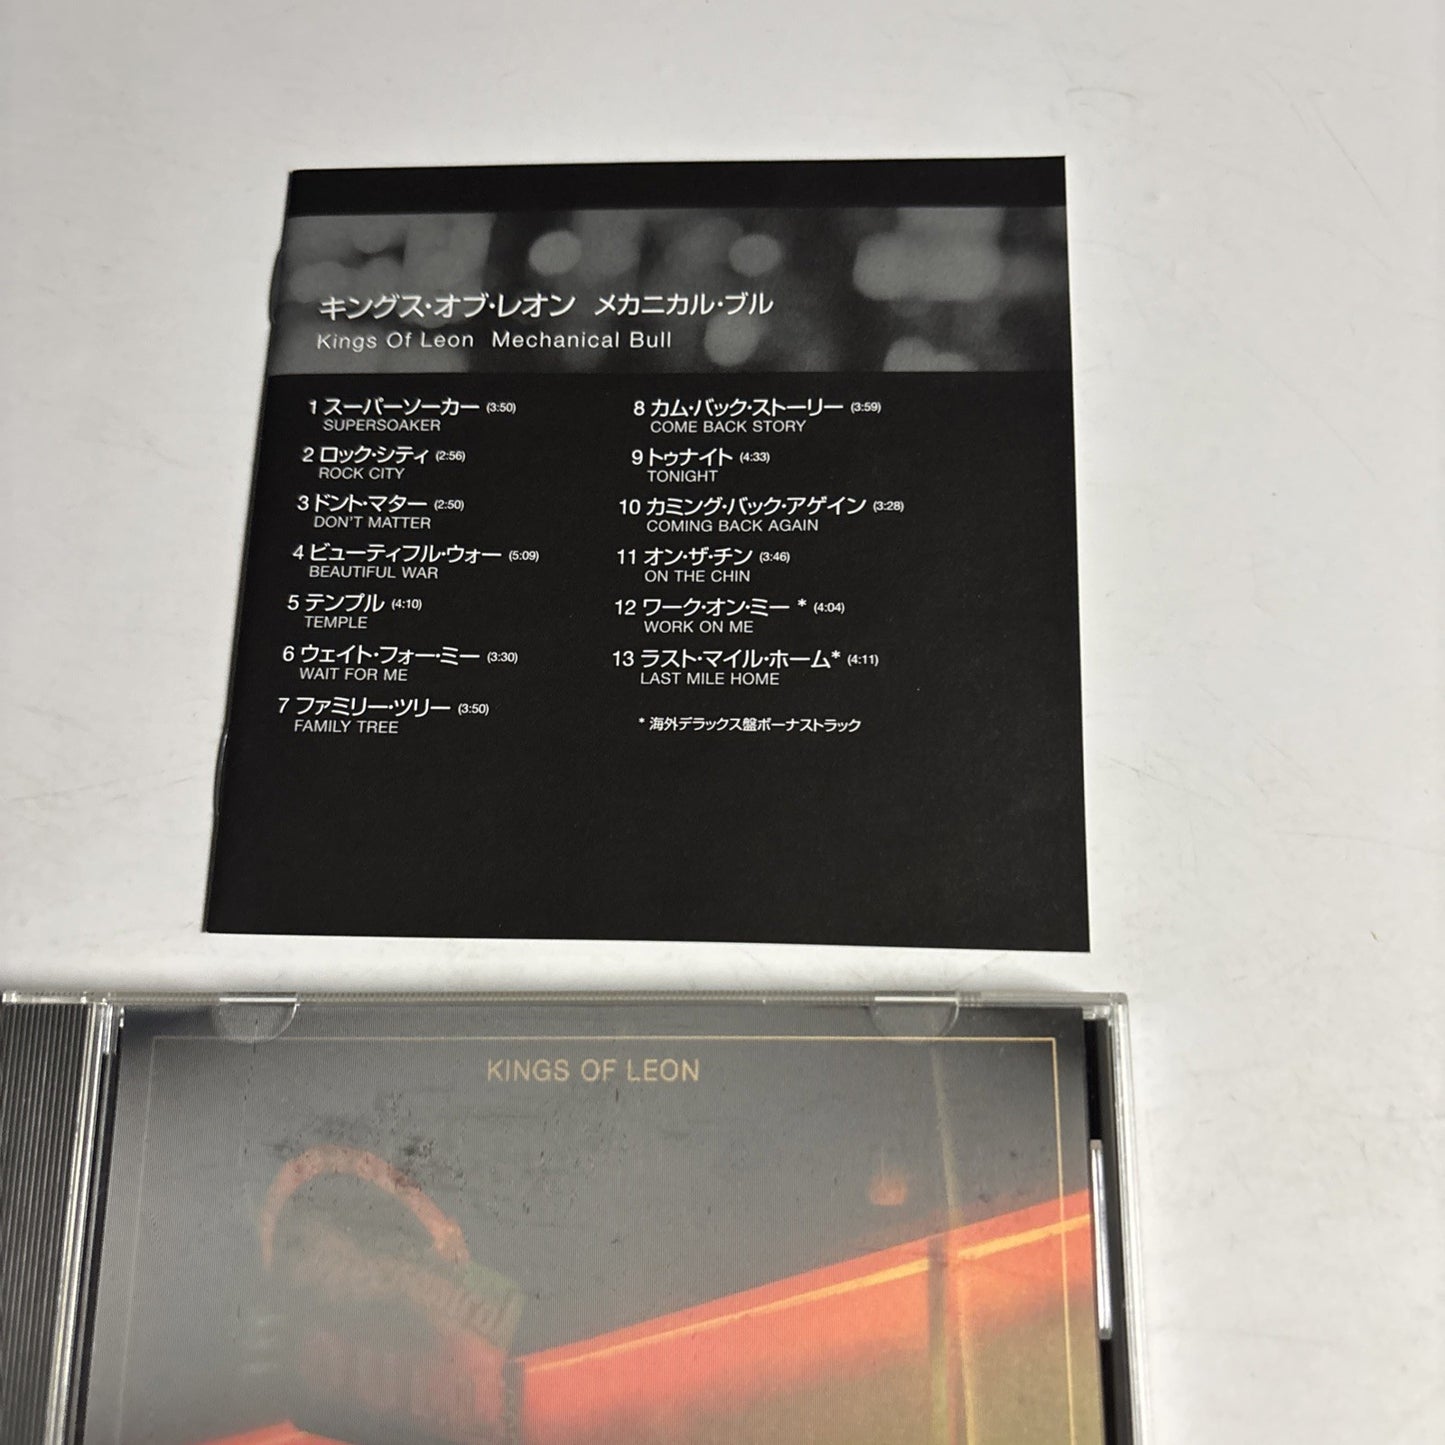 キングス・オブ・レオン メカニカル・ブル
Kings Of Leon Mechanical Bull
1 スーパーソーカー (3:50)
SUPERSOAKER
2 ロック・シティ (2:56)
ROCK CITY
3 ドント・マター (2:50)
DON'T MATTER
4 ビューティフル・ウォー (5:09)
BEAUTIFUL WAR
5 テンプル (4:10)
TEMPLE
6 ウェイト・フォー・ミー (3:30)
WAIT FOR ME
7 ファミリー・ツリー (3:50)
FAMILY TREE
8 カム・バック・ストーリー (3:59)
COME BACK STORY
9 トゥナイト (4:33)
TONIGHT
10 カミング・バック・アゲイン (3:28)
COMING BACK AGAIN
11 オン・ザ・チン (3:46)
ON THE CHIN
12 ワーク・オン・ミー * (4:04)
WORK ON ME
13 ラスト・マイル・ホーム* (4:11)
LAST MILE HOME
* 海外デラックス盤ボーナストラック
KINGS OF LEON